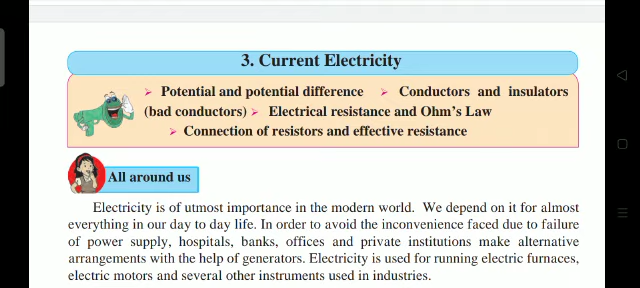 3. Current Electricity
➢ Potential and potential difference ➢ Conductors and insulators
(bad conductors) ➢ Electrical resistance and Ohm's Law
➢ Connection of resistors and effective resistance
All around us
Electricity is of utmost importance in the modern world. We depend on it for almost
everything in our day to day life. In order to avoid the inconvenience faced due to failure
of power supply, hospitals, banks, offices and private institutions make alternative
arrangements with the help of generators. Electricity is used for running electric furnaces,
electric motors and several other instruments used in industries.